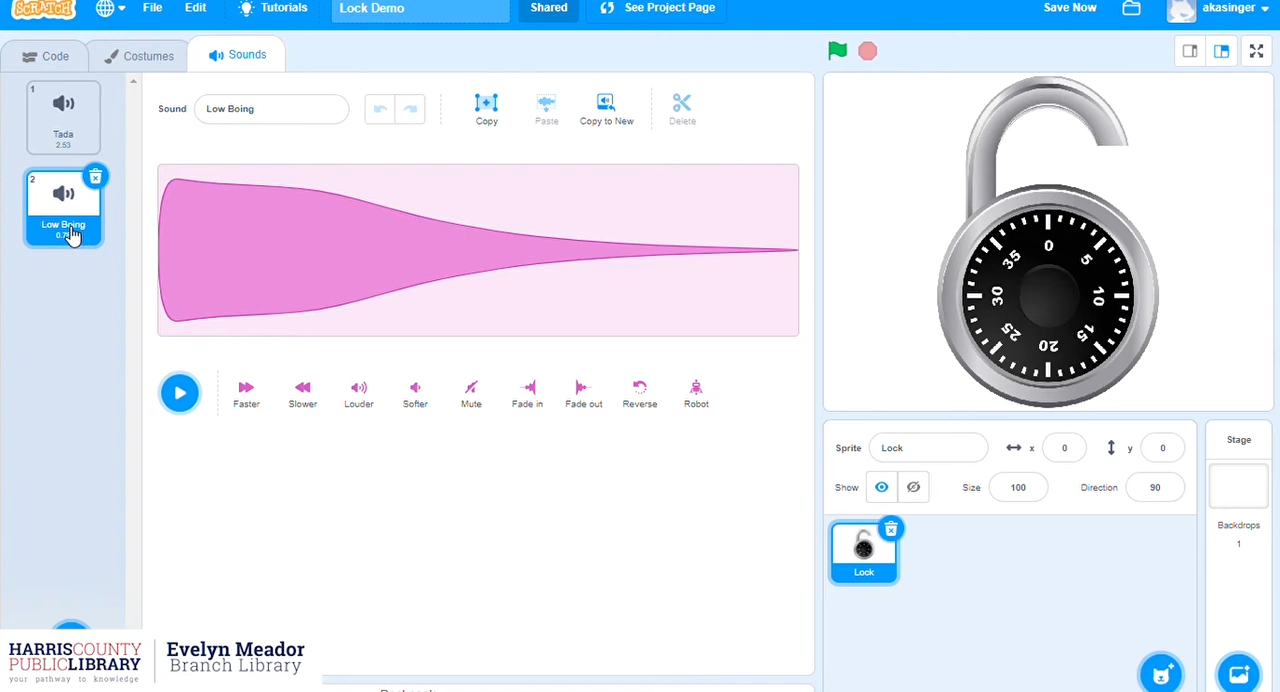 SCRATCH File Edit Tutorials Lock Demo Shared See Project Page Save Now akasinger
Code Costumes Sounds
1
Tada
2.53
2
Low Boing
Sound Low Boing
Copy Paste Copy to New Delete
Faster Slower Louder Softer Mute Fade in Fade out Reverse Robot
0
5
10
15
20
25
30
35
Sprite Lock x 0 y 0
Show Size 100 Direction 90
Lock
Stage
Backdrops
1
HARRIS COUNTY
PUBLIC LIBRARY
your pathway to knowledge
Evelyn Meador
Branch Library